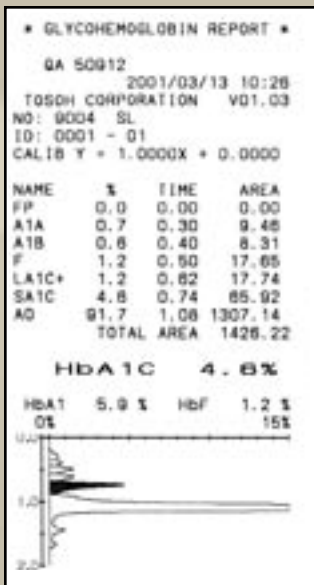 * GLYCOHEMOGLOBIN REPORT *
GA 50912
2001/03/13 10:26
TOSOH CORPORATION V01.03
NO: 9004 SL
ID: 0001 - 01
CALIB Y = 1.0000X + 0.0000
NAME % TIME AREA
FP 0.0 0.00 0.00
A1A 0.7 0.30 9.46
A1B 0.6 0.40 8.31
F 1.2 0.50 17.65
LA1C+ 1.2 0.62 17.74
SA1C 4.6 0.74 65.92
A0 91.7 1.08 1307.14
TOTAL AREA 1426.22
HbA1C 4.6%
HbA1 5.9 % HbF 1.2 %
0% 15%
0.0
1.0
2.0